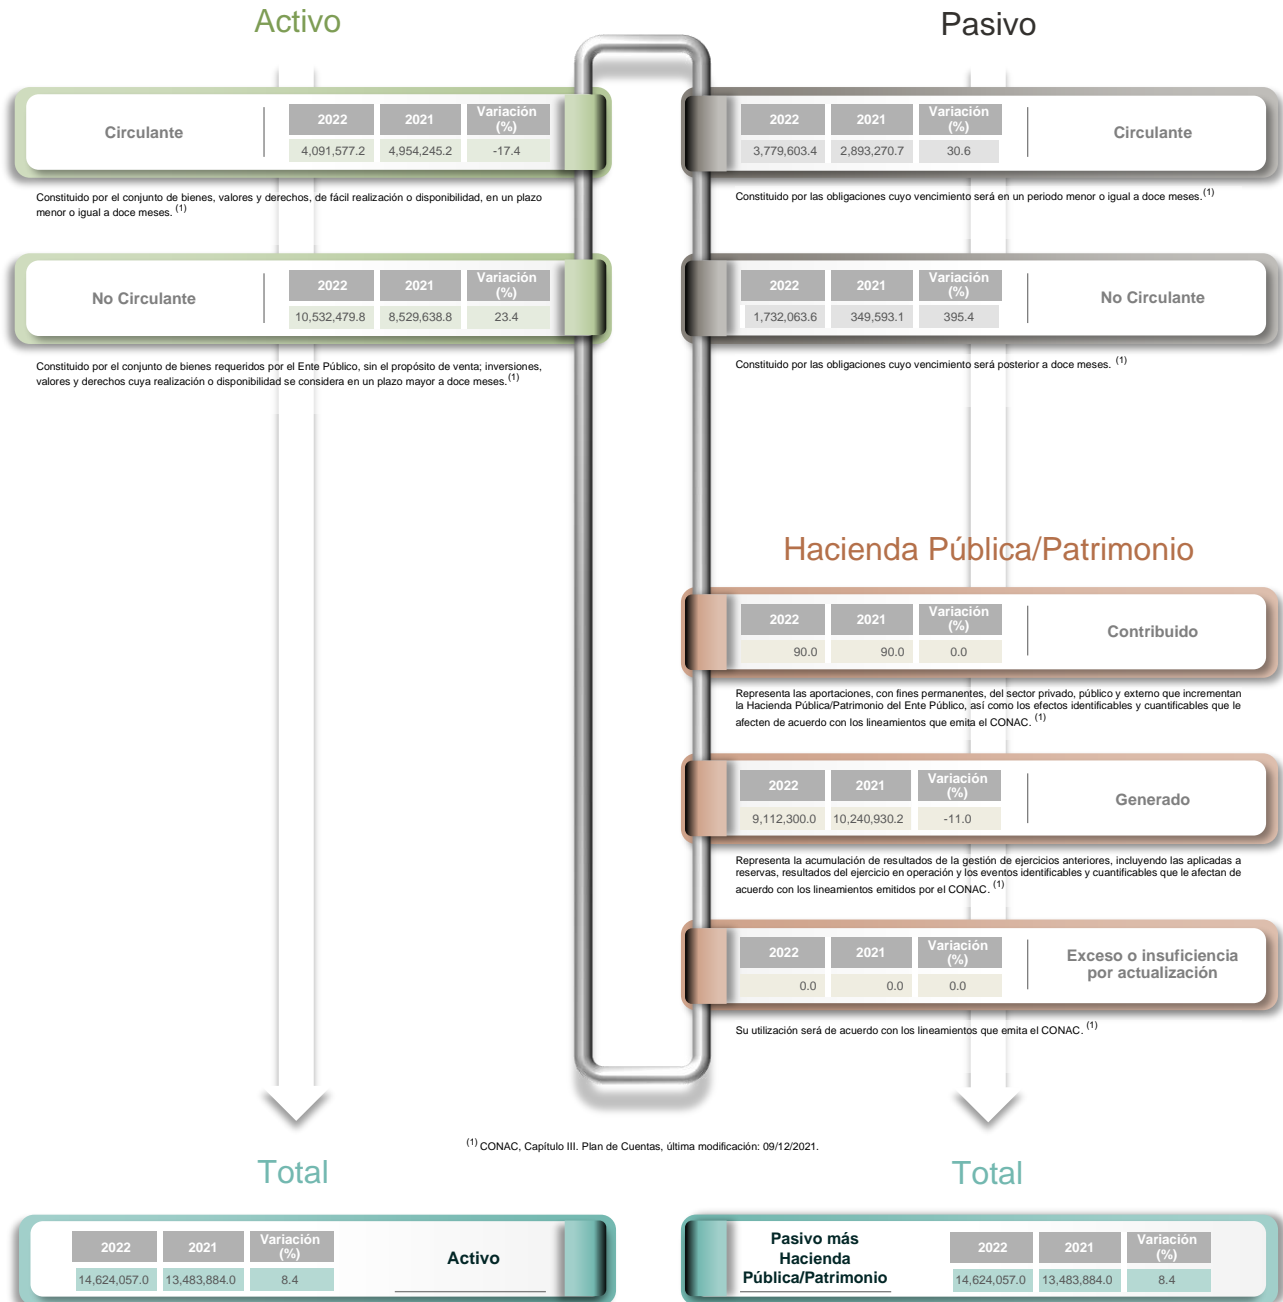 Activo
Circulante
2022 2021 Variación (%)
4,091,577.2 4,954,245.2 -17.4
Constituido por el conjunto de bienes, valores y derechos, de fácil realización o disponibilidad, en un plazo
menor o igual a doce meses. (1)
No Circulante
2022 2021 Variación (%)
10,532,479.8 8,529,638.8 23.4
Constituido por el conjunto de bienes requeridos por el Ente Público, sin el propósito de venta; inversiones,
valores y derechos cuya realización o disponibilidad se considera en un plazo mayor a doce meses. (1)
Pasivo
2022 2021 Variación (%)
3,779,603.4 2,893,270.7 30.6
Circulante
Constituido por las obligaciones cuyo vencimiento será en un periodo menor o igual a doce meses. (1)
2022 2021 Variación (%)
1,732,063.6 349,593.1 395.4
No Circulante
Constituido por las obligaciones cuyo vencimiento será posterior a doce meses. (1)
Hacienda Pública/Patrimonio
2022 2021 Variación (%)
90.0 90.0 0.0
Contribuido
Representa las aportaciones, con fines permanentes, del sector privado, público y externo que incrementan
la Hacienda Pública/Patrimonio del Ente Público, así como los efectos identificables y cuantificables que le
afecten de acuerdo con los lineamientos que emita el CONAC. (1)
2022 2021 Variación (%)
9,112,300.0 10,240,930.2 -11.0
Generado
Representa la acumulación de resultados de la gestión de ejercicios anteriores, incluyendo las aplicadas a
reservas, resultados del ejercicio en operación y los eventos identificables y cuantificables que le afectan de
acuerdo con los lineamientos emitidos por el CONAC. (1)
2022 2021 Variación (%)
0.0 0.0 0.0
Exceso o insuficiencia
por actualización
Su utilización será de acuerdo con los lineamientos que emita el CONAC. (1)
(1) CONAC, Capítulo III. Plan de Cuentas, última modificación: 09/12/2021.
Total
2022 2021 Variación (%)
14,624,057.0 13,483,884.0 8.4
Activo
Total
Pasivo más
Hacienda
Pública/Patrimonio
2022 2021 Variación (%)
14,624,057.0 13,483,884.0 8.4